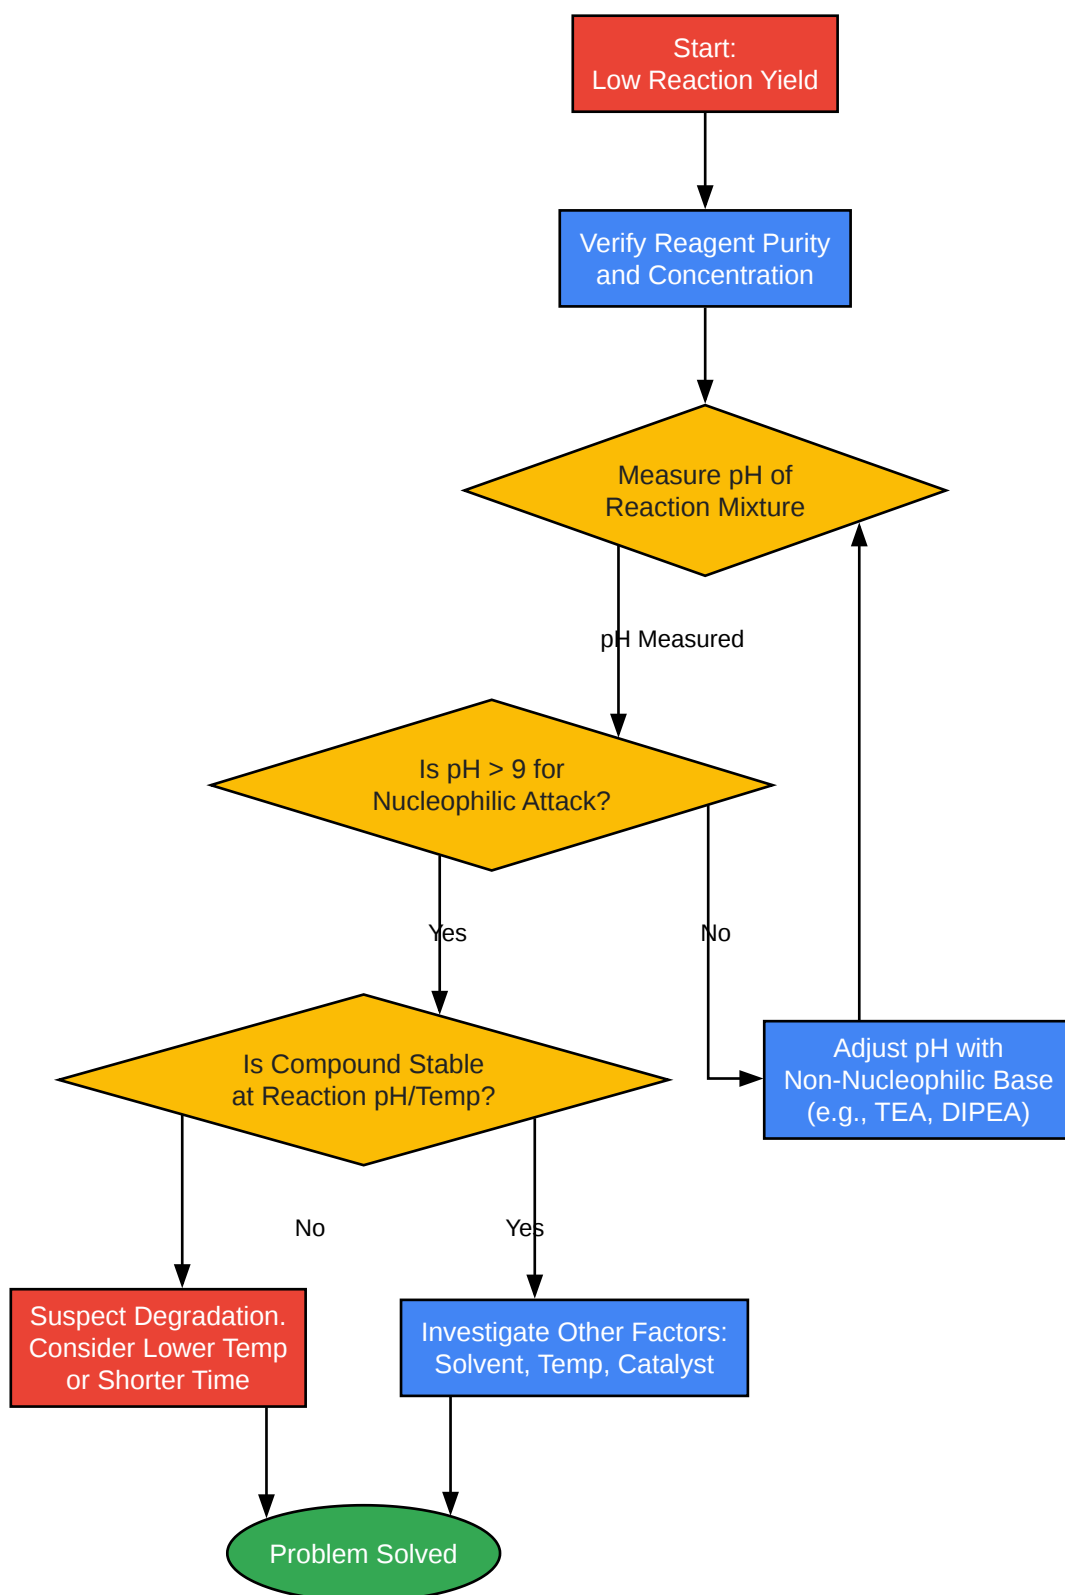 Start:
Low Reaction Yield
Verify Reagent Purity
and Concentration
Measure pH of
Reaction Mixture
pH Measured
Is pH > 9 for
Nucleophilic Attack?
Yes
No
Is Compound Stable
at Reaction pH/Temp?
Adjust pH with
Non-Nucleophilic Base
(e.g., TEA, DIPEA)
No
Yes
Suspect Degradation.
Consider Lower Temp
or Shorter Time
Investigate Other Factors:
Solvent, Temp, Catalyst
Problem Solved